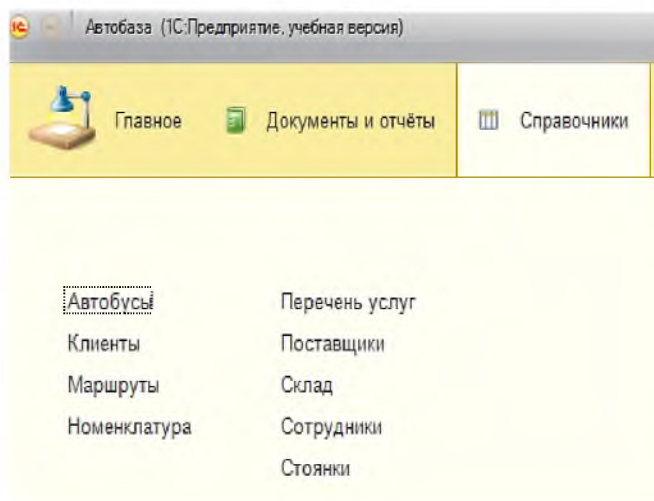 1С Автобаза (1С:Предприятие, учебная версия)
Главное Документы и отчёты Справочники
Автобусы Перечень услуг
Клиенты Поставщики
Маршруты Склад
Номенклатура Сотрудники
Стоянки